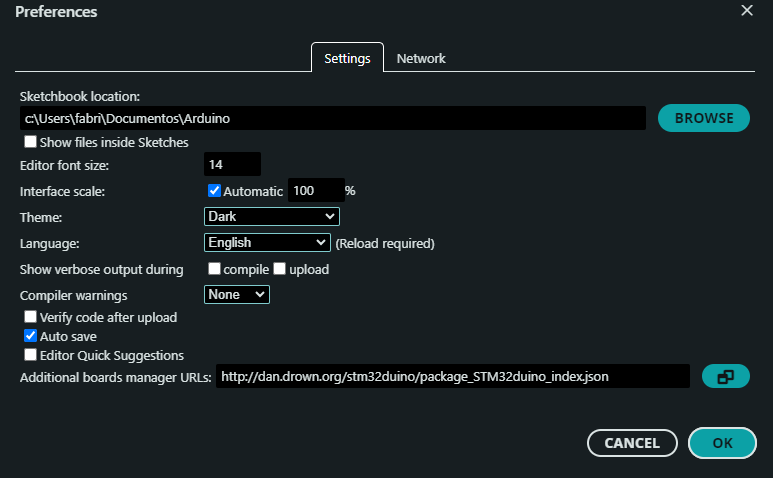 Preferences
Settings Network
Sketchbook location:
c:\Users\fabri\Documentos\Arduino BROWSE
Show files inside Sketches
Editor font size: 14
Interface scale: Automatic 100 %
Theme: Dark
Language: English (Reload required)
Show verbose output during compile upload
Compiler warnings None
Verify code after upload
Auto save
Editor Quick Suggestions
Additional boards manager URLs: http://dan.drown.org/stm32duino/package_STM32duino_index.json
CANCEL OK